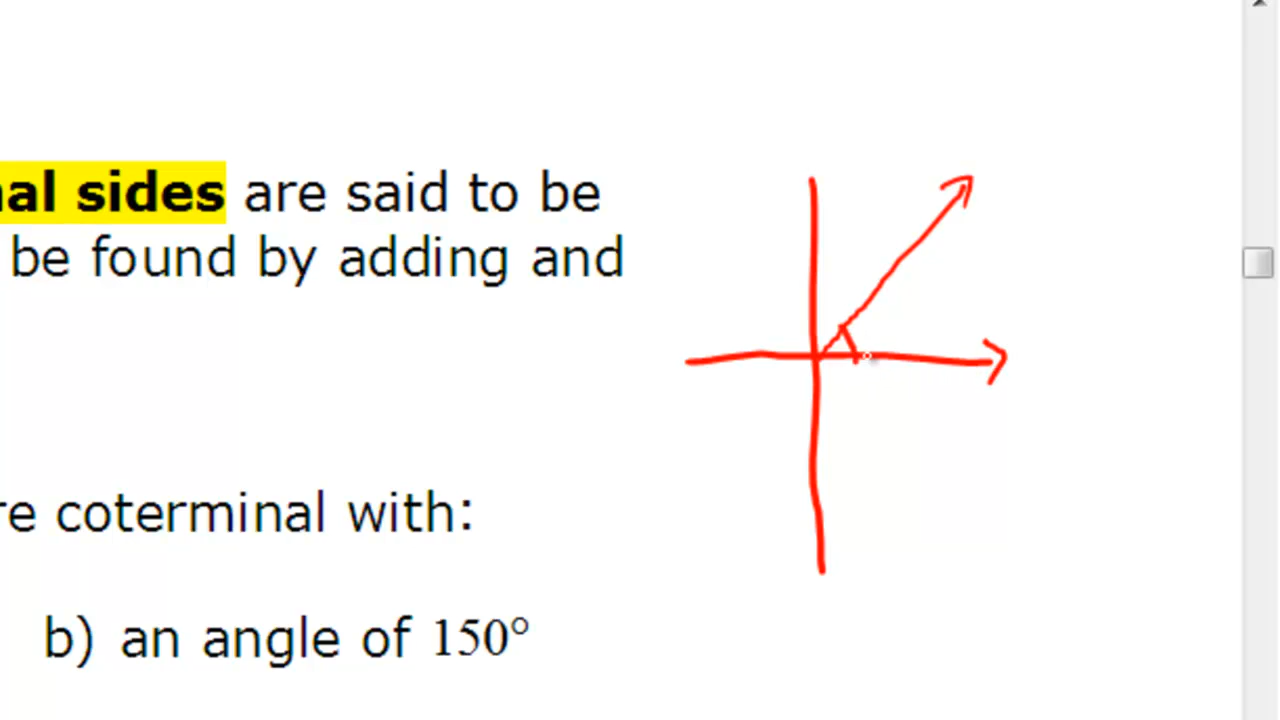 nal sides are said to be
be found by adding and
re coterminal with:
b) an angle of 150°